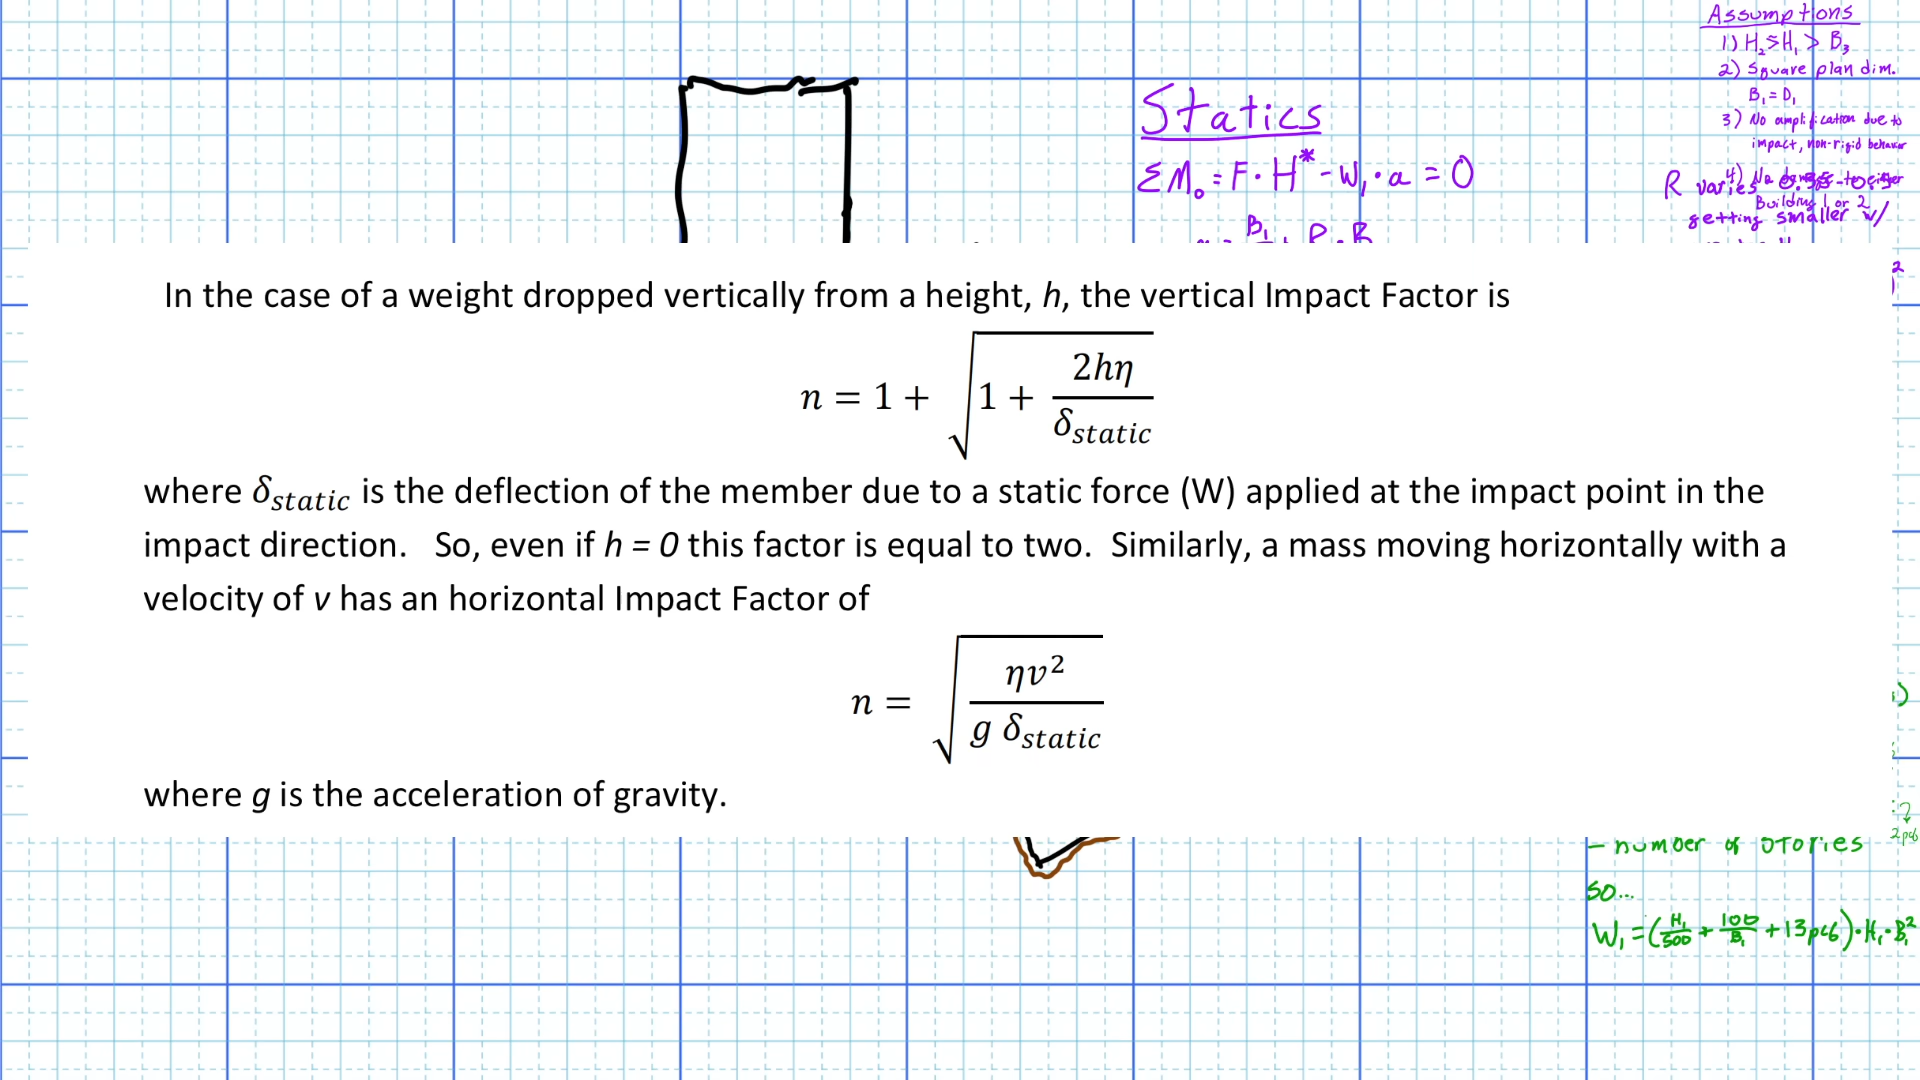 Assumptions
1) H₂ ≤ H₁ > B₃
2) Square plan dim.
B₁ = D₁
3) No amplification due to
impact, non-rigid behavior
Building 1 or 2
R varies
getting smaller w/
Statics
ΣM₀ = F · H* - W₁ · a = 0
In the case of a weight dropped vertically from a height, h, the vertical Impact Factor is
n = 1 + √(1 + 2hη/δstatic)
where δstatic is the deflection of the member due to a static force (W) applied at the impact point in the
impact direction. So, even if h = 0 this factor is equal to two. Similarly, a mass moving horizontally with a
velocity of v has an horizontal Impact Factor of
n = √(ηv²/(g δstatic))
where g is the acceleration of gravity.
- number of stories
so...
W₁ = (H₁/500 + 100/B₁ + 13pcf) · H₁ · B₁²